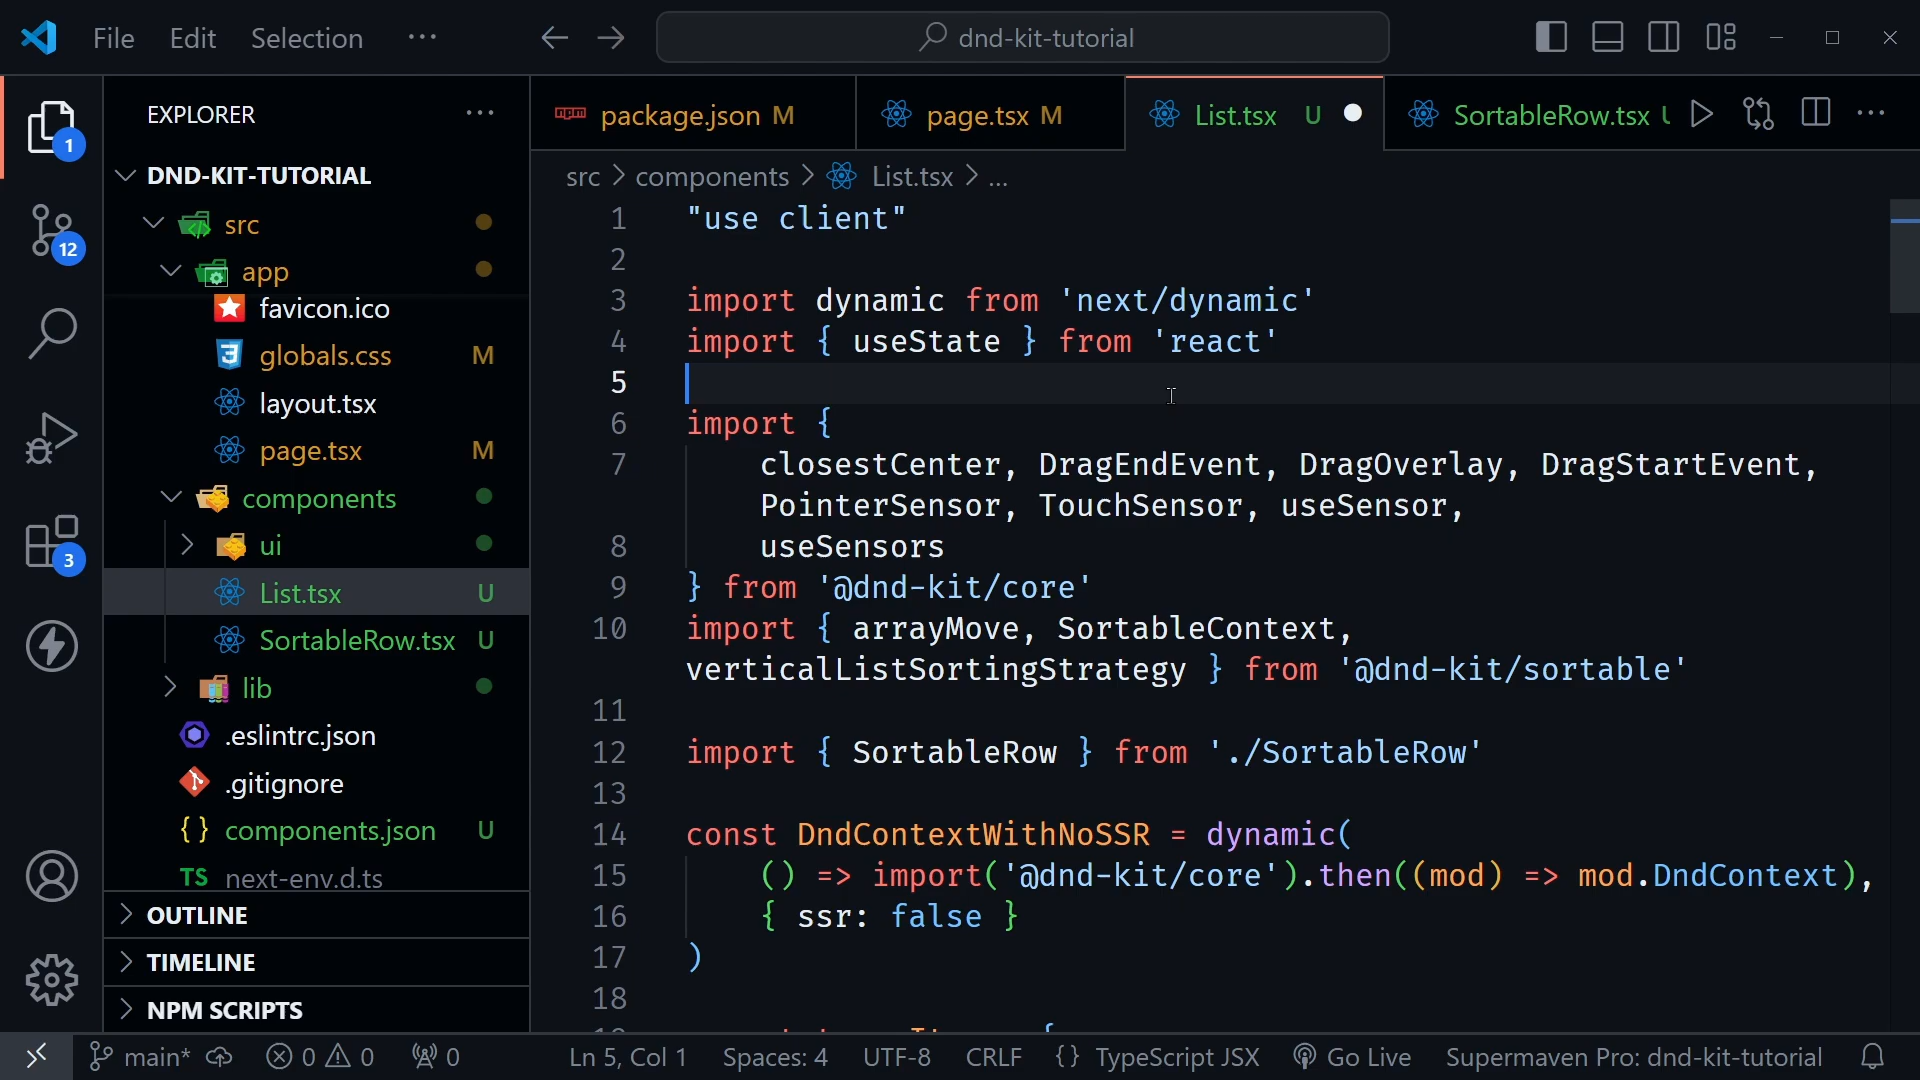 File Edit Selection ···
dnd-kit-tutorial
EXPLORER ···
1
12
3
DND-KIT-TUTORIAL
src
app
favicon.ico
globals.css M
layout.tsx
page.tsx M
components
ui
List.tsx U
SortableRow.tsx U
lib
.eslintrc.json
.gitignore
{ } components.json U
TS next-env.d.ts
OUTLINE
TIMELINE
NPM SCRIPTS
npm package.json M
page.tsx M
List.tsx U
SortableRow.tsx U
src > components > List.tsx > ...
1 "use client"
2
3 import dynamic from 'next/dynamic'
4 import { useState } from 'react'
5
6 import {
7 closestCenter, DragEndEvent, DragOverlay, DragStartEvent,
PointerSensor, TouchSensor, useSensor,
8 useSensors
9 } from '@dnd-kit/core'
10 import { arrayMove, SortableContext,
verticalListSortingStrategy } from '@dnd-kit/sortable'
11
12 import { SortableRow } from './SortableRow'
13
14 const DndContextWithNoSSR = dynamic(
15 () => import('@dnd-kit/core').then((mod) => mod.DndContext),
16 { ssr: false }
17 )
18
main* 0 0 0 Ln 5, Col 1 Spaces: 4 UTF-8 CRLF {} TypeScript JSX Go Live Supermaven Pro: dnd-kit-tutorial